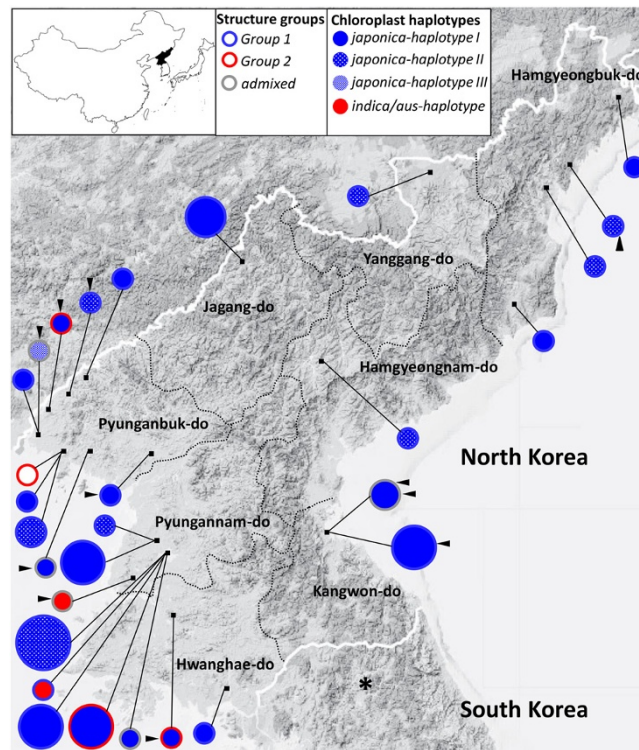 Structure groups
Group 1
Group 2
admixed
Chloroplast haplotypes
japonica-haplotype I
japonica-haplotype II
japonica-haplotype III
indica/aus-haplotype
Hamgyeongbuk-do
Yanggang-do
Jagang-do
Hamgyeongnam-do
Pyunganbuk-do
North Korea
Pyungannam-do
Kangwon-do
Hwanghae-do
*
South Korea